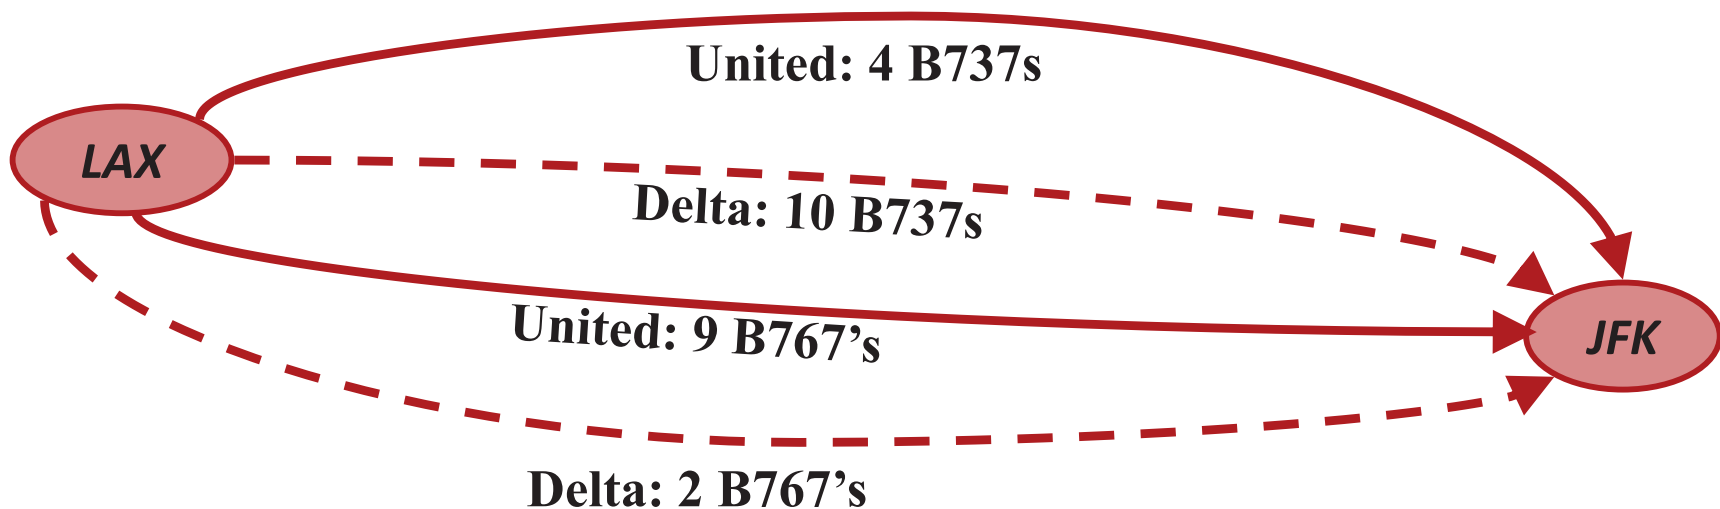 United: 4 B737s
LAX
Delta: 10 B737s
United: 9 B767’s
JFK
Delta: 2 B767’s